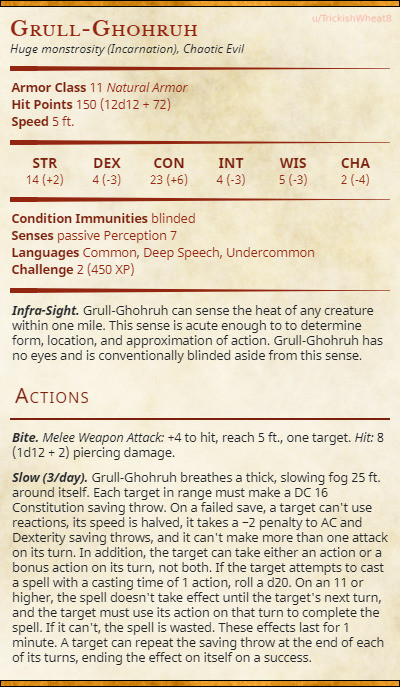 u/TrickishWheat8
Grull-Ghohruh
Huge monstrosity (Incarnation), Chaotic Evil
Armor Class 11 Natural Armor
Hit Points 150 (12d12 + 72)
Speed 5 ft.
STR DEX CON INT WIS CHA
14 (+2) 4 (-3) 23 (+6) 4 (-3) 5 (-3) 2 (-4)
Condition Immunities blinded
Senses passive Perception 7
Languages Common, Deep Speech, Undercommon
Challenge 2 (450 XP)
Infra-Sight. Grull-Ghohruh can sense the heat of any creature
within one mile. This sense is acute enough to to determine
form, location, and approximation of action. Grull-Ghohruh has
no eyes and is conventionally blinded aside from this sense.
Actions
Bite. Melee Weapon Attack: +4 to hit, reach 5 ft., one target. Hit: 8
(1d12 + 2) piercing damage.
Slow (3/day). Grull-Ghohruh breathes a thick, slowing fog 25 ft.
around itself. Each target in range must make a DC 16
Constitution saving throw. On a failed save, a target can't use
reactions, its speed is halved, it takes a −2 penalty to AC and
Dexterity saving throws, and it can't make more than one attack
on its turn. In addition, the target can take either an action or a
bonus action on its turn, not both. If the target attempts to cast
a spell with a casting time of 1 action, roll a d20. On an 11 or
higher, the spell doesn't take effect until the target's next turn,
and the target must use its action on that turn to complete the
spell. If it can't, the spell is wasted. These effects last for 1
minute. A target can repeat the saving throw at the end of each
of its turns, ending the effect on itself on a success.